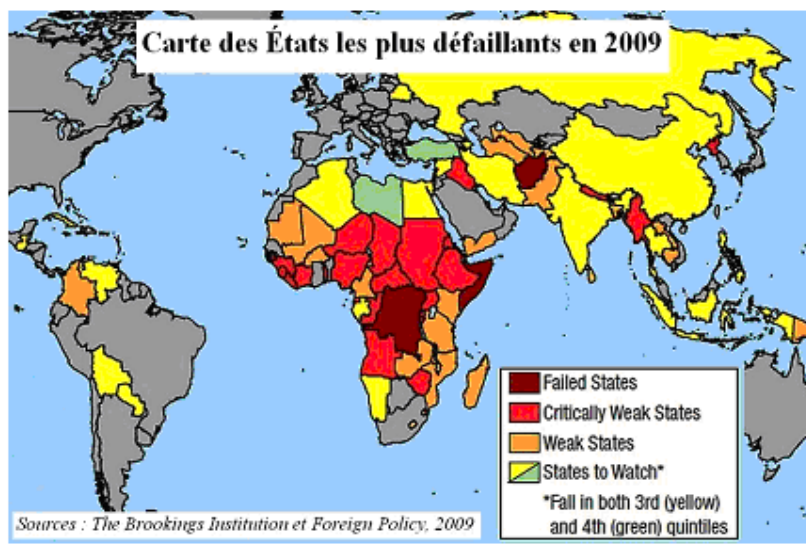 Carte des États les plus défaillants en 2009
Failed States
Critically Weak States
Weak States
States to Watch*
*Fall in both 3rd (yellow)
and 4th (green) quintiles
Sources : The Brookings Institution et Foreign Policy, 2009